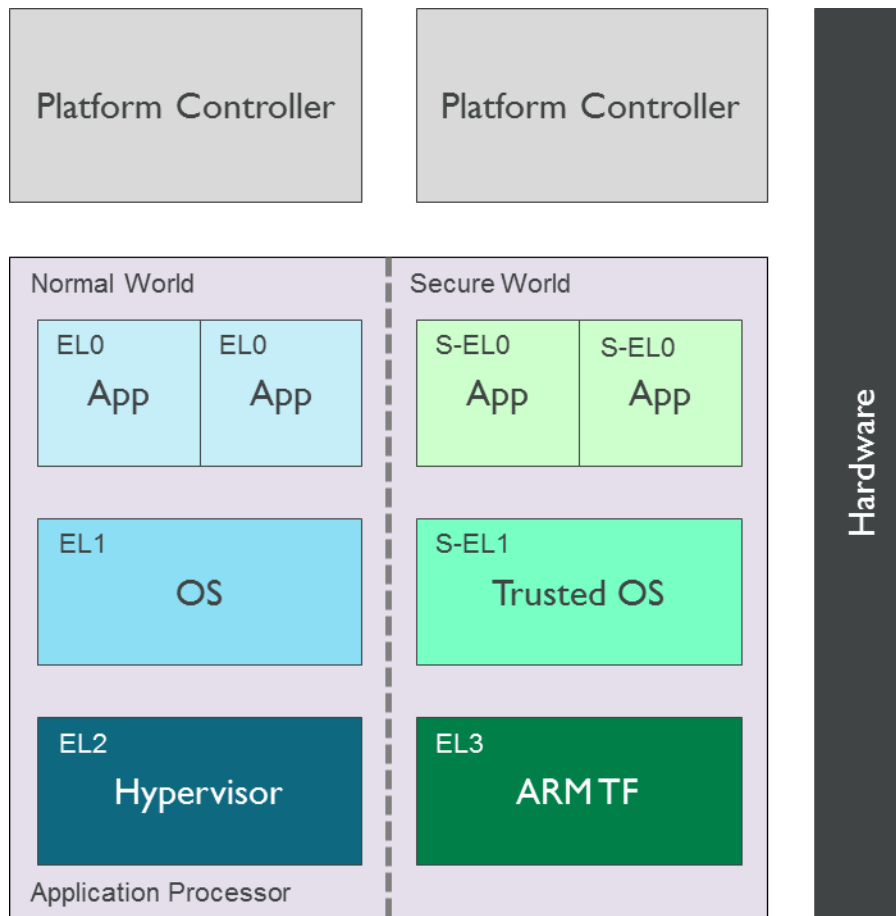 Platform Controller
Platform Controller
Normal World
Secure World
EL0
App
EL0
App
S-EL0
App
S-EL0
App
EL1
OS
S-EL1
Trusted OS
EL2
Hypervisor
EL3
ARM TF
Application Processor
Hardware